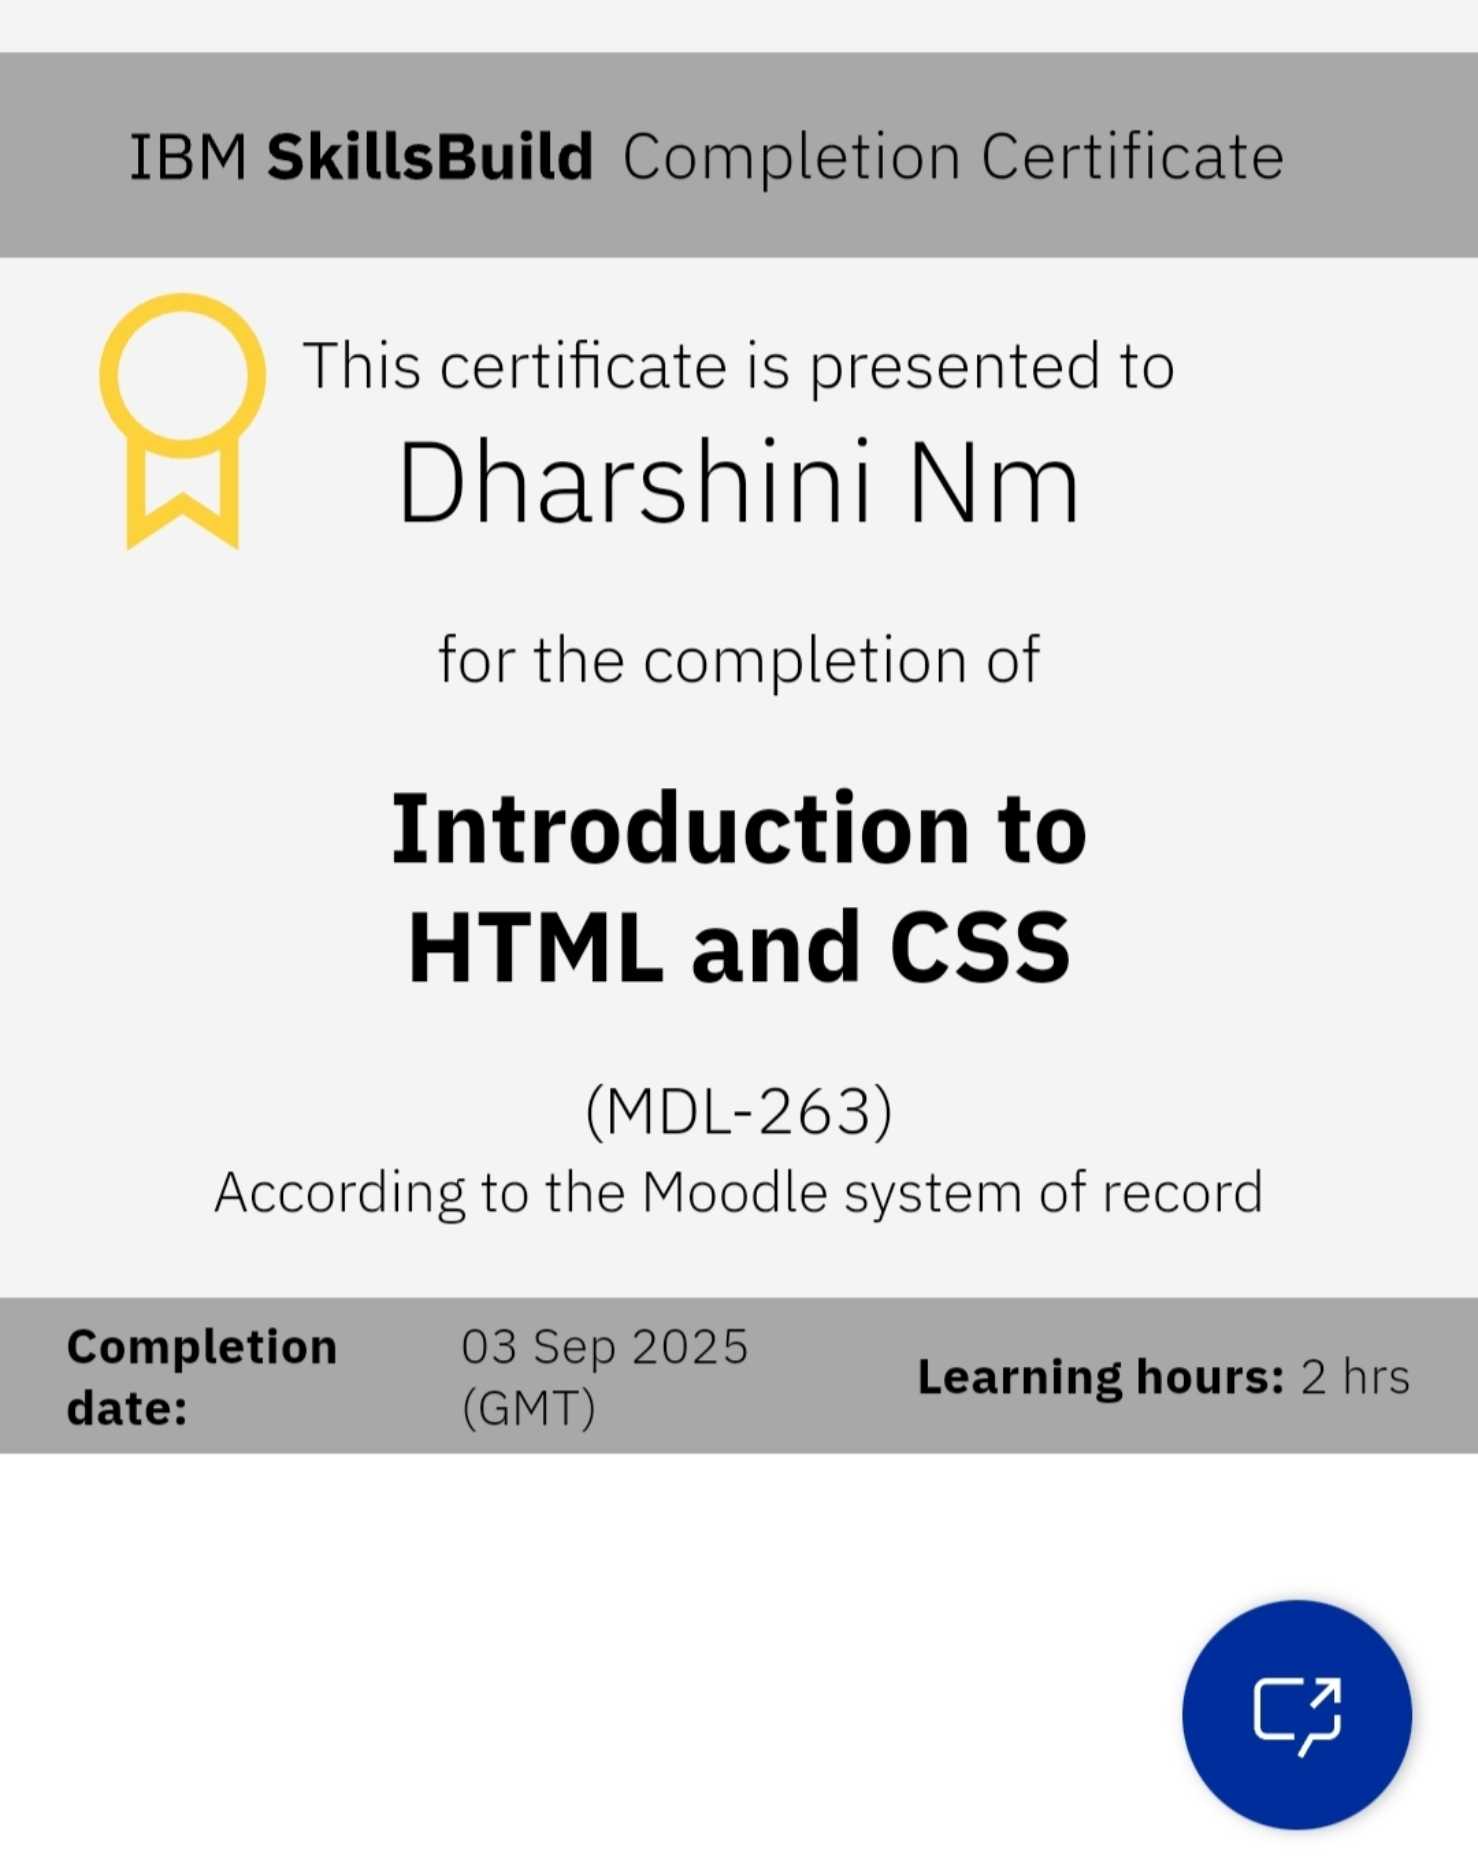 IBM SkillsBuild Completion Certificate
This certificate is presented to
Dharshini Nm
for the completion of
Introduction to
HTML and CSS
(MDL-263)
According to the Moodle system of record
Completion
date:
03 Sep 2025
(GMT)
Learning hours: 2 hrs